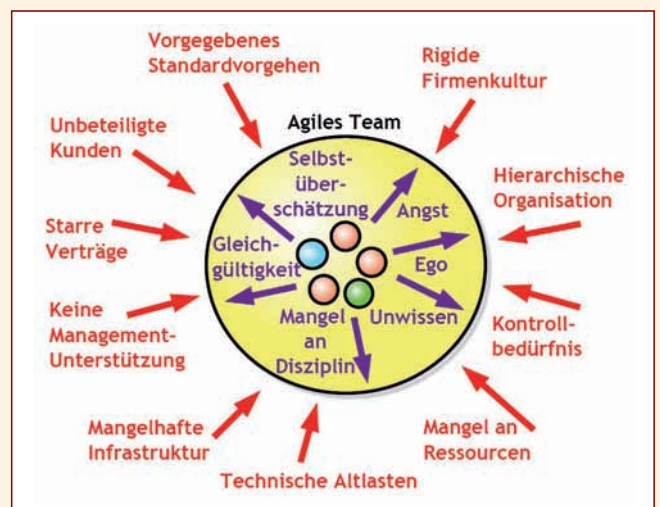 Vorgegebenes
Standardvorgehen
Rigide
Firmenkultur
Unbeteiligte
Kunden
Agiles Team
Hierarchische
Organisation
Selbst-
über-
schätzung
Angst
Starre
Verträge
Gleich-
gültigkeit
Ego
Keine
Management-
Unterstützung
Mangel
an
Disziplin
Unwissen
Kontroll-
bedürfnis
Mangelhafte
Infrastruktur
Mangel an
Ressourcen
Technische Altlasten